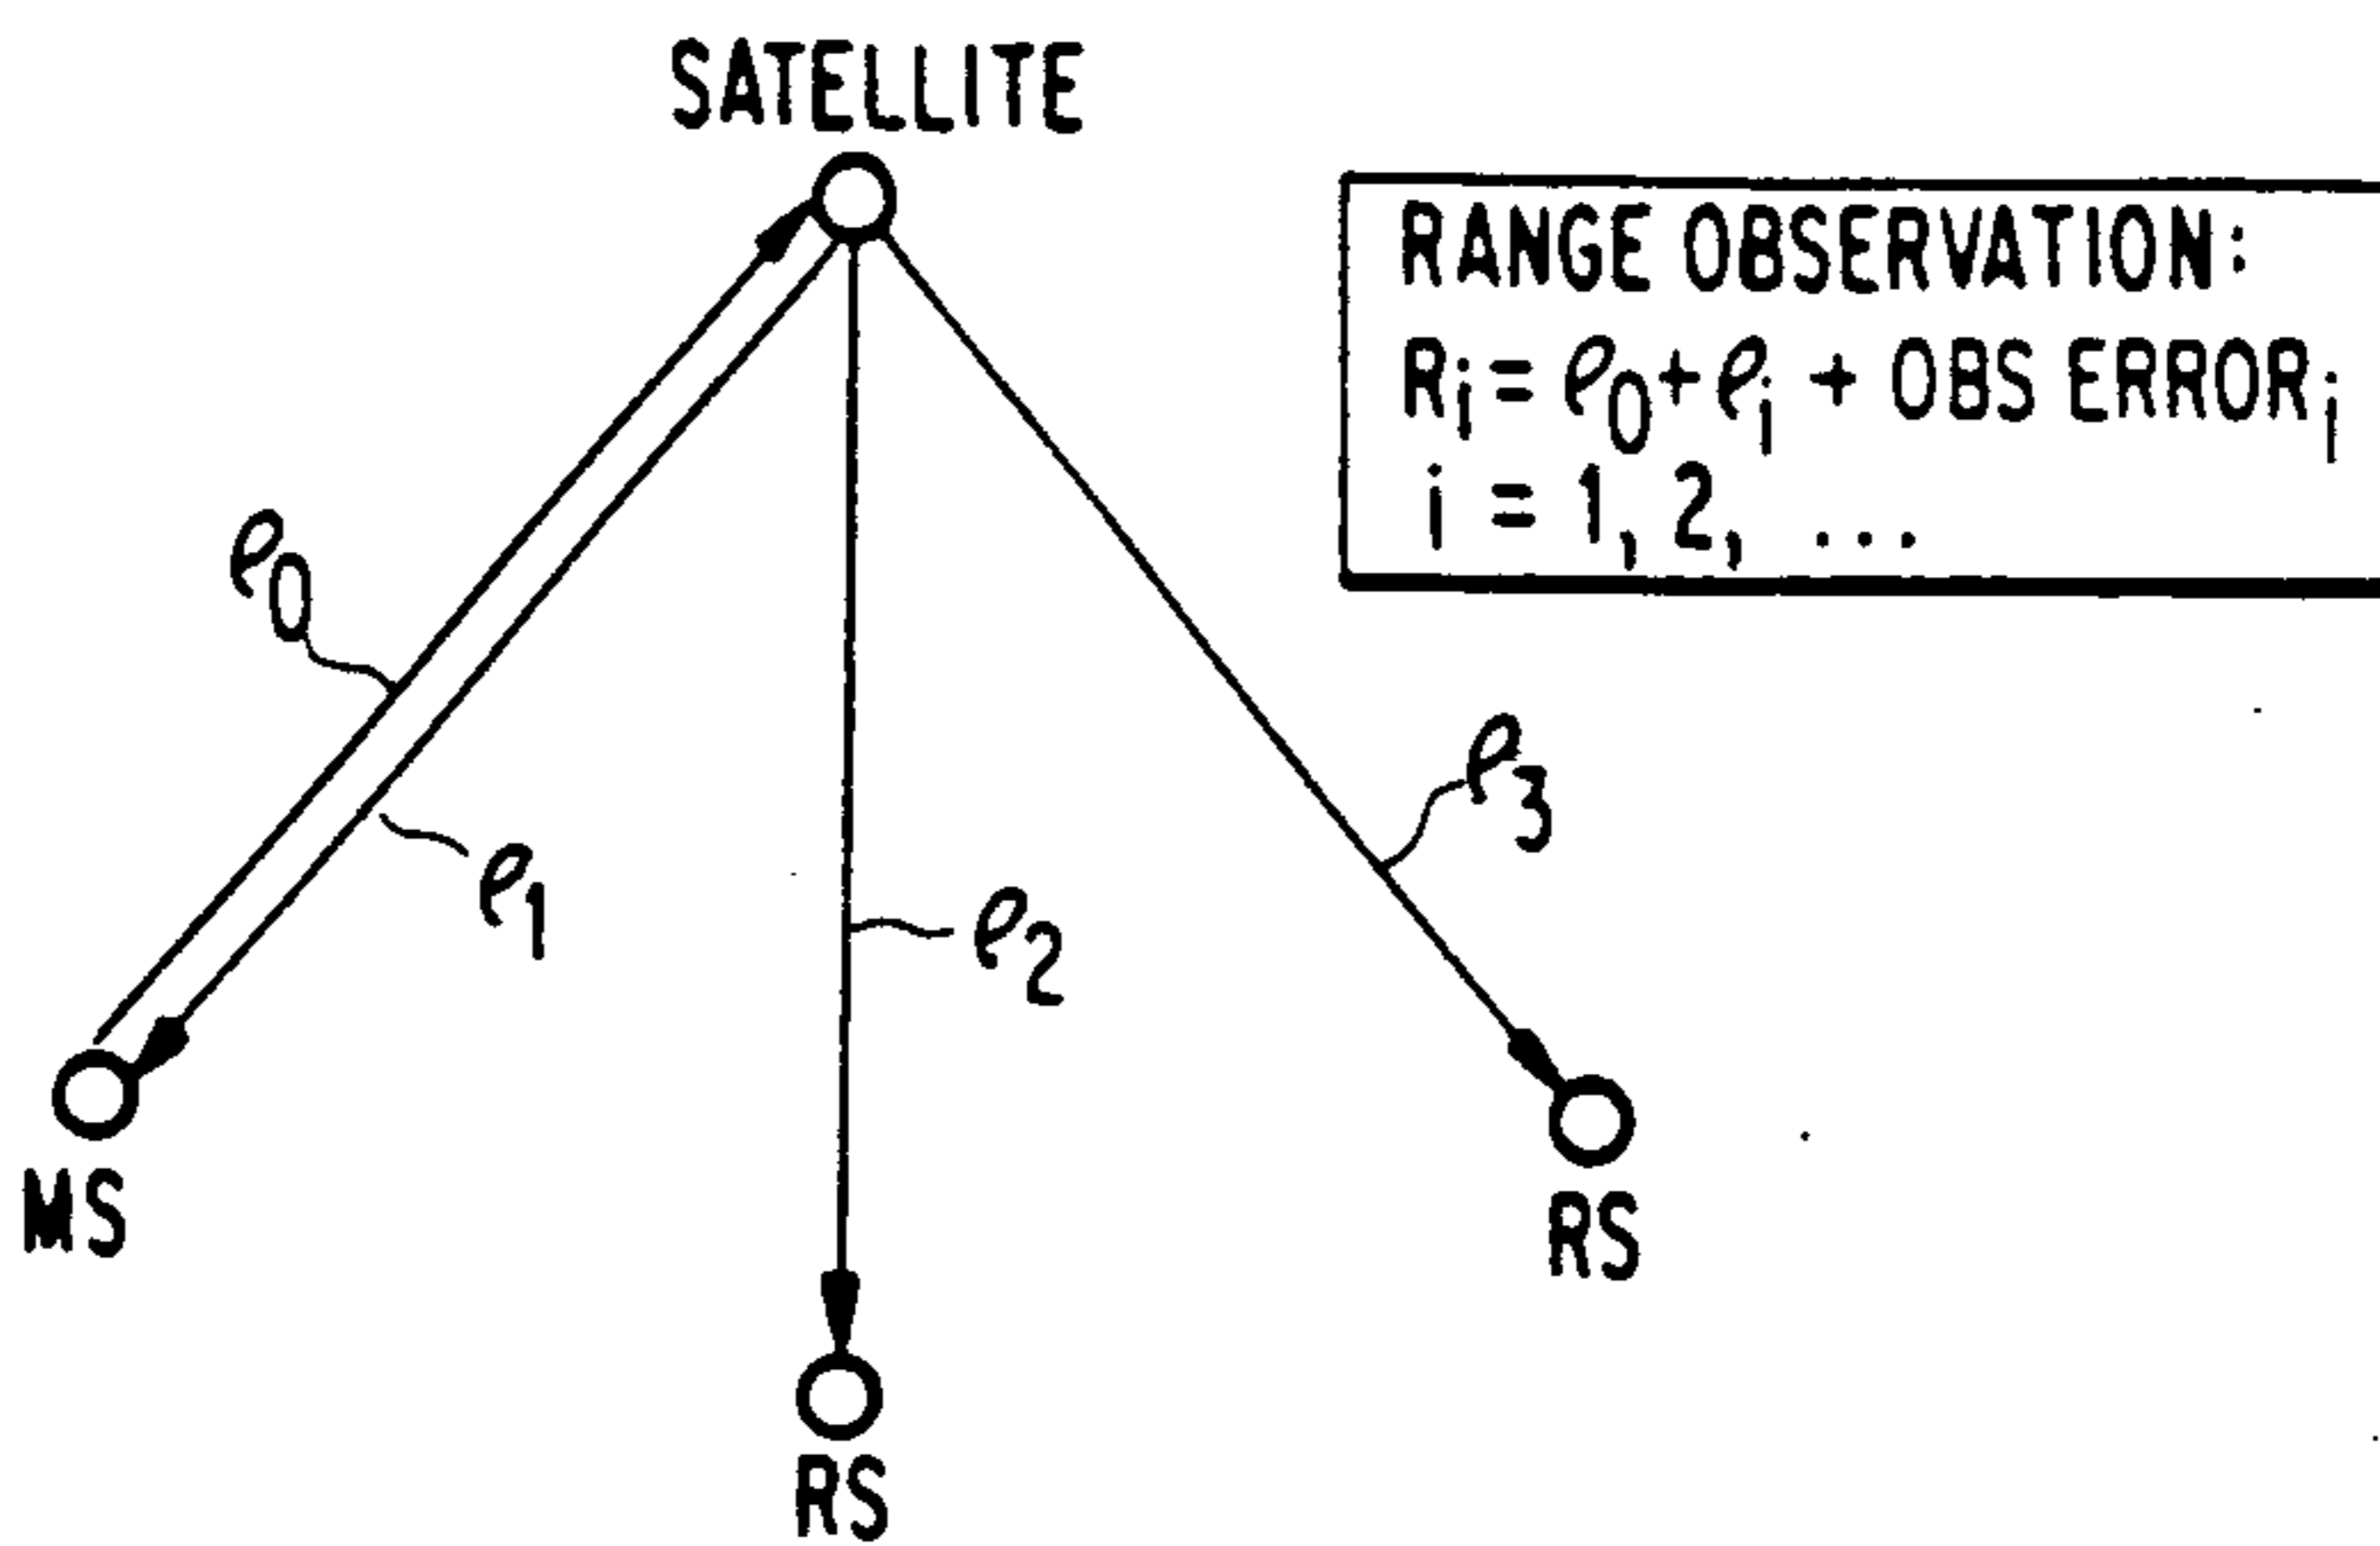 SATELLITE
RANGE OBSERVATION:
Ri = ℓ0 + ℓi + OBS ERRORi
i = 1, 2, ...
ℓ0
ℓ3
ℓ1
ℓ2
MS
RS
RS